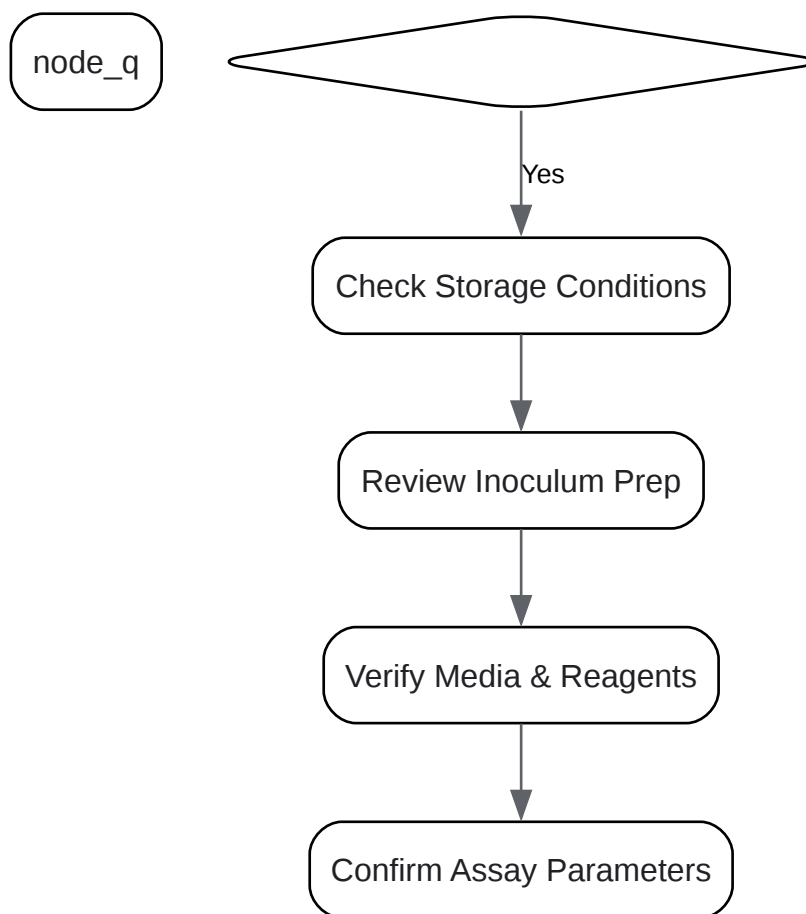 node_q
Yes
Check Storage Conditions
Review Inoculum Prep
Verify Media & Reagents
Confirm Assay Parameters